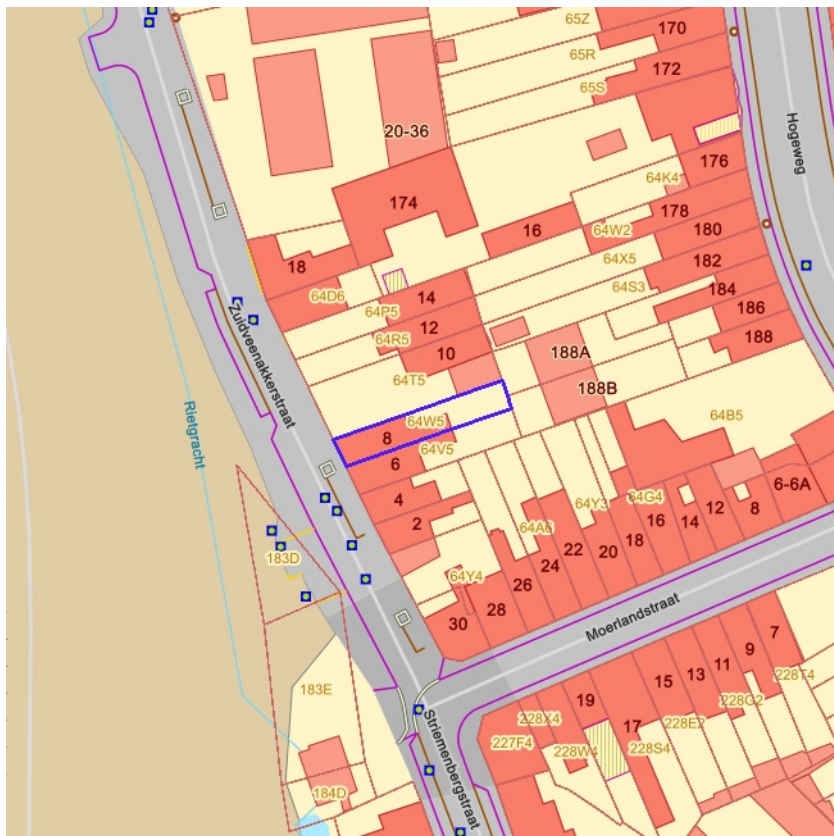 65Z
170
65R
172
65S
Hogeweg
20-36
176
64K4
174
178
64W2
180
16
64X5
182
18
64S3
184
64D6
14
186
64P5
12
188
64R5
10
188A
Zuidveenakkerstraat
64T5
188B
Rietgracht
64W5
64B5
8
64V5
6
4
64Y3
64G4
6-6A
2
64A6
16
14
12
8
22
18
20
24
183D
26
64Y4
28
30
Moerlandstraat
7
9
11
13
15
228T4
183E
19
228G2
228X4
228E2
17
227F4
228W4
228S4
Striemenbergstraat
184D